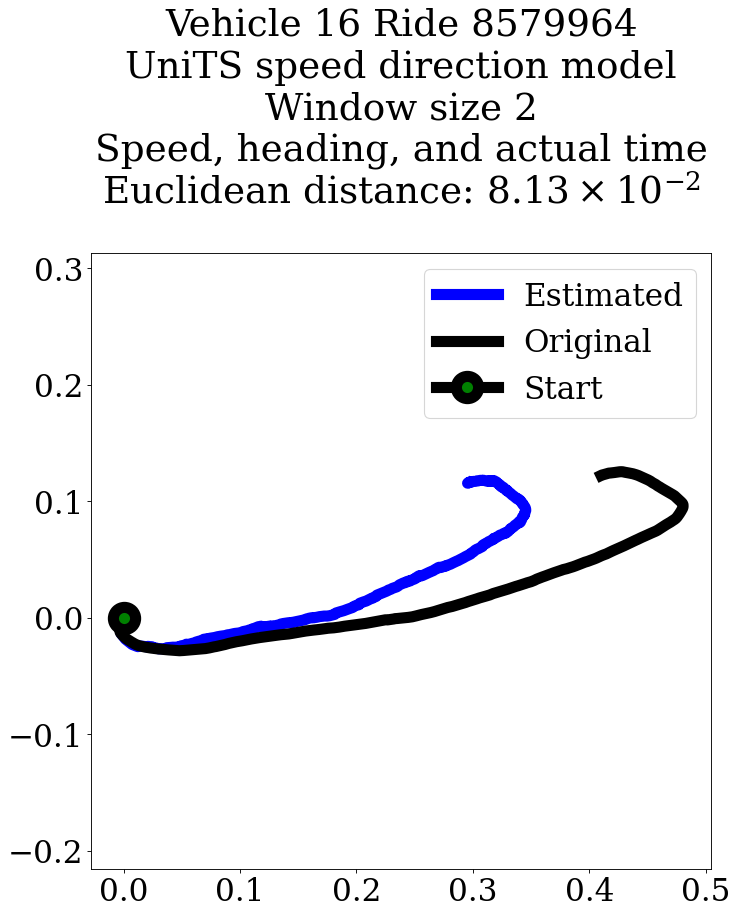 Vehicle 16 Ride 8579964
UniTS speed direction model
Window size 2
Speed, heading, and actual time
Euclidean distance: 8.13 × 10⁻²
Estimated
Original
Start
0.3
0.2
0.1
0.0
−0.1
−0.2
0.0 0.1 0.2 0.3 0.4 0.5